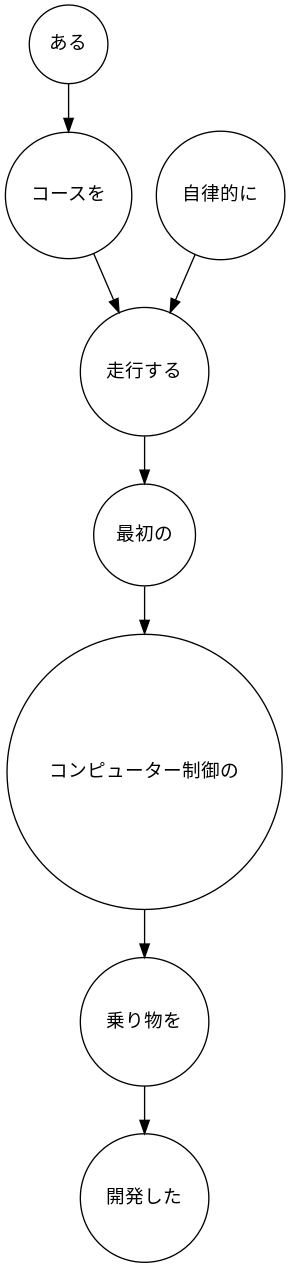 ある
コースを
自律的に
走行する
最初の
コンピューター制御の
乗り物を
開発した